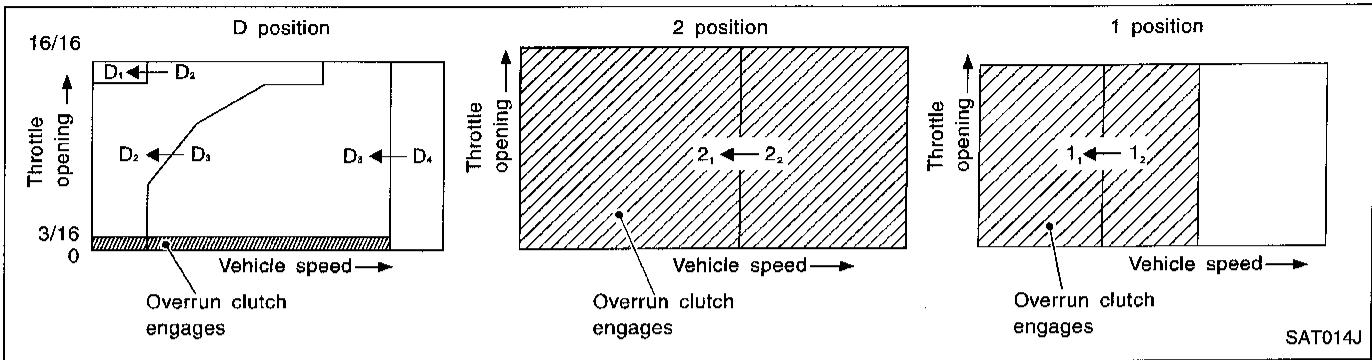 D position
16/16
Throttle opening
D₁ ← D₂
D₂ ← D₃
D₃ ← D₄
3/16
0
Vehicle speed
Overrun clutch
engages
2 position
Throttle
opening
2₁ ← 2₂
Vehicle speed
Overrun clutch
engages
1 position
Throttle
opening
1₁ ← 1₂
Vehicle speed
Overrun clutch
engages
SAT014J